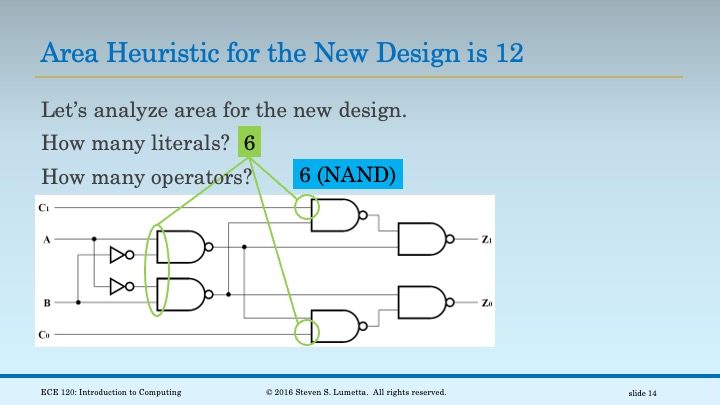 Area Heuristic for the New Design is 12
Let's analyze area for the new design.
How many literals? 6
How many operators? 6 (NAND)
C₁
A
Z₁
B
Z₀
C₀
ECE 120: Introduction to Computing © 2016 Steven S. Lumetta. All rights reserved. slide 14